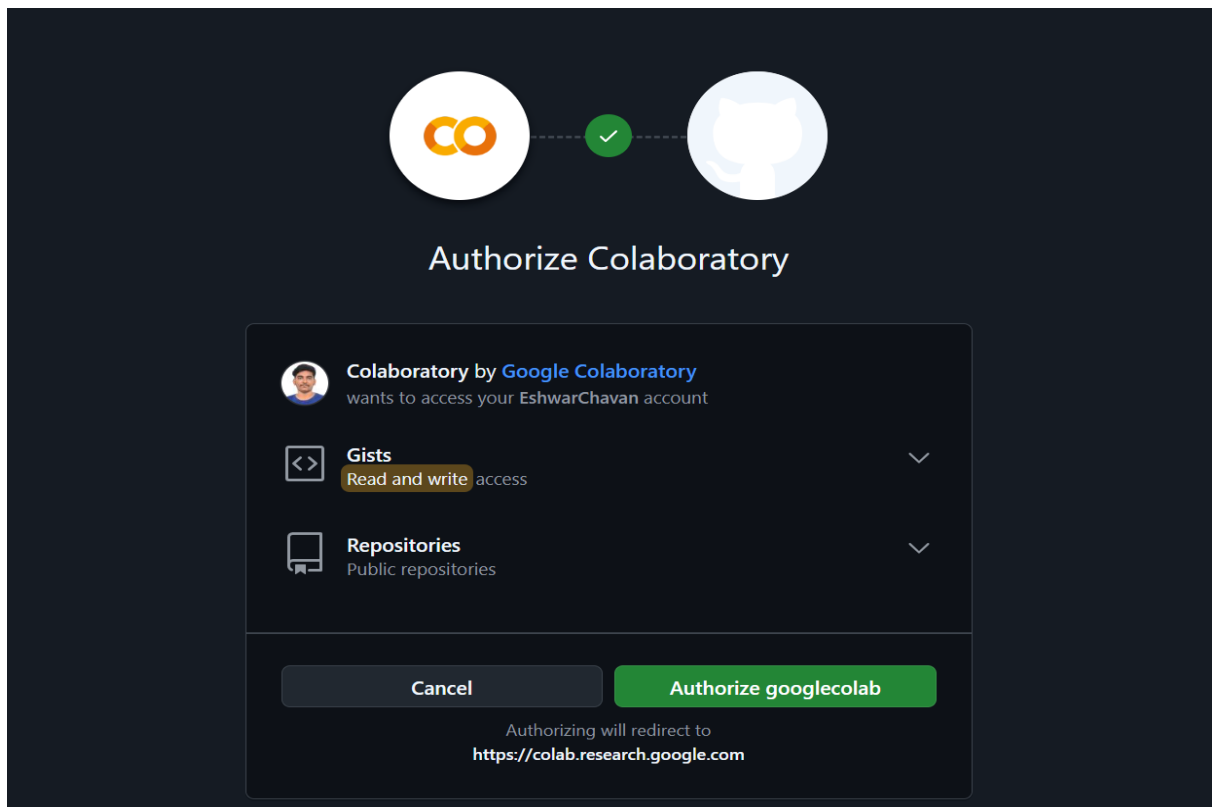 Authorize Colaboratory
Colaboratory by Google Colaboratory
wants to access your EshwarChavan account
Gists
Read and write access
Repositories
Public repositories
Cancel
Authorize googlecolab
Authorizing will redirect to
https://colab.research.google.com